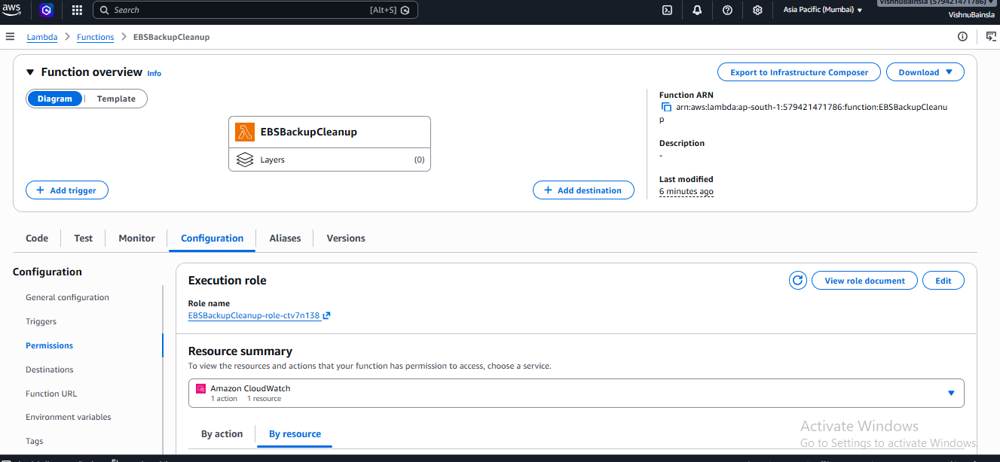 aws
Search
[Alt+S]
Asia Pacific (Mumbai)
VishnuBainsla (579421471786)
VishnuBainsla
Lambda
Functions
EBSBackupCleanup
Function overview Info
Export to Infrastructure Composer
Download
Diagram
Template
EBSBackupCleanup
Layers
(0)
+ Add trigger
+ Add destination
Function ARN
arn:aws:lambda:ap-south-1:579421471786:function:EBSBackupCleanu
p
Description
-
Last modified
6 minutes ago
Code
Test
Monitor
Configuration
Aliases
Versions
Configuration
General configuration
Triggers
Permissions
Destinations
Function URL
Environment variables
Tags
Execution role
View role document
Edit
Role name
EBSBackupCleanup-role-ctv7n138
Resource summary
To view the resources and actions that your function has permission to access, choose a service.
Amazon CloudWatch
1 action 1 resource
By action
By resource
Activate Windows
Go to Settings to activate Windows.